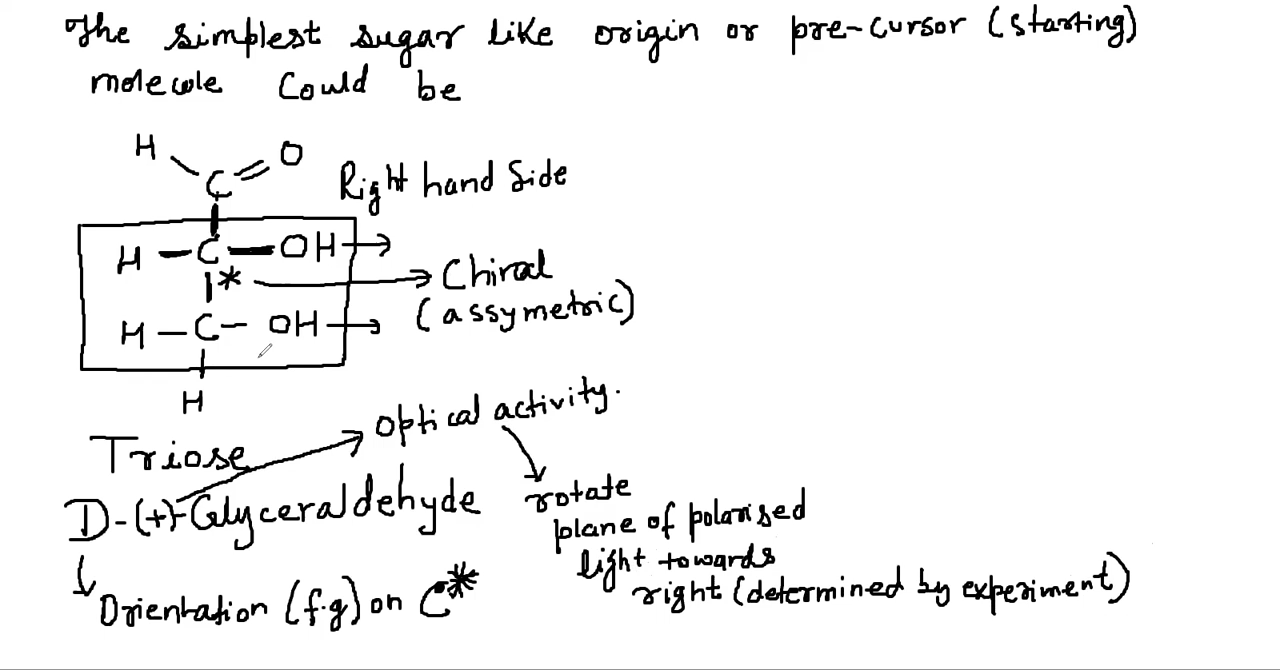 The simplest sugar like origin or pre-cursor (starting)
molecule could be
H
C = O
Right hand side
H - C - OH →
* → Chiral
(assymetric)
H - C - OH →
H
optical activity.
Triose
D-(+)-Glyceraldehyde
rotate
plane of polarised
light towards
right (determined by experiment)
Orientation (f.g) on C*